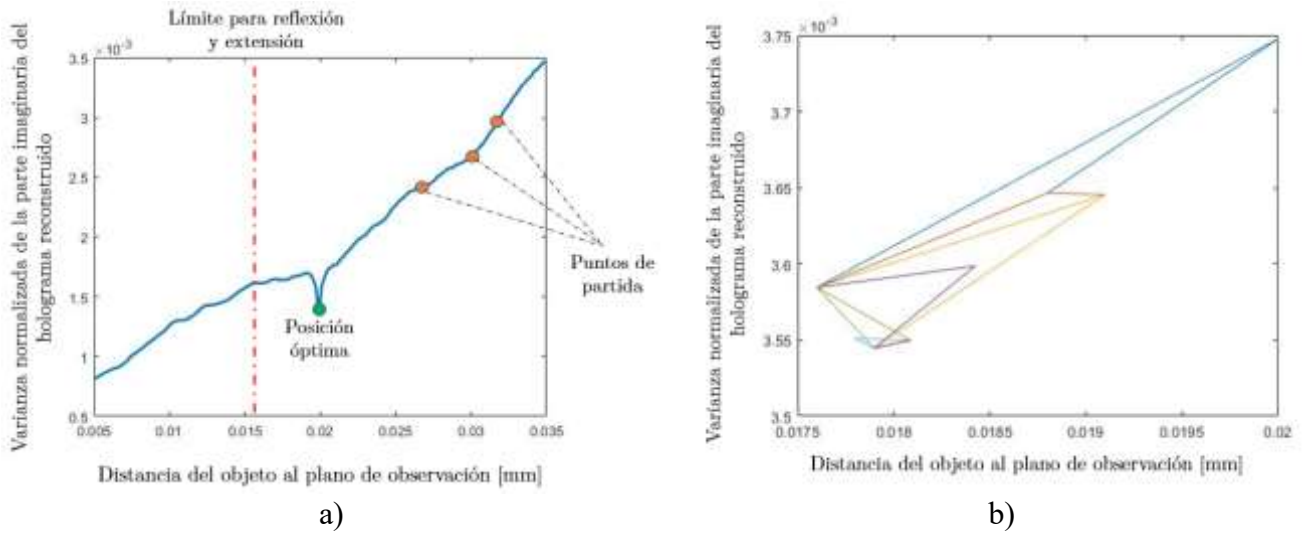 Límite para reflexión
y extensión
×10⁻³
3.5
3
2.5
2
1.5
1
0.5
0.005
0.01
0.015
0.02
0.025
0.03
0.035
Varianza normalizada de la parte imaginaria del
holograma reconstruido
Puntos de
partida
Posición
óptima
Distancia del objeto al plano de observación [mm]
a)
×10⁻³
3.75
3.7
3.65
3.6
3.55
3.5
0.0175
0.018
0.0185
0.019
0.0195
0.02
Varianza normalizada de la parte imaginaria del
holograma reconstruido
Distancia del objeto al plano de observación [mm]
b)